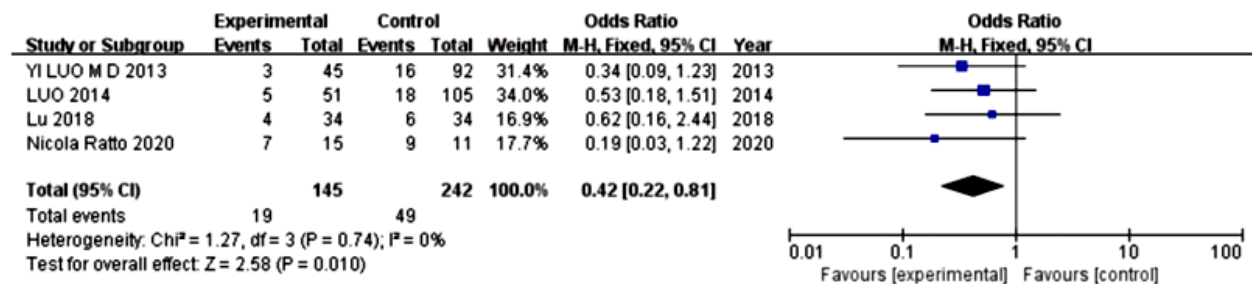 Experimental Control Odds Ratio Odds Ratio
Study or Subgroup Events Total Events Total Weight M-H, Fixed, 95% CI Year M-H, Fixed, 95% CI
YI LUO M D 2013 3 45 16 92 31.4% 0.34 [0.09, 1.23] 2013
LUO 2014 5 51 18 105 34.0% 0.53 [0.18, 1.51] 2014
Lu 2018 4 34 6 34 16.9% 0.62 [0.16, 2.44] 2018
Nicola Ratto 2020 7 15 9 11 17.7% 0.19 [0.03, 1.22] 2020
Total (95% CI) 145 242 100.0% 0.42 [0.22, 0.81]
Total events 19 49
Heterogeneity: Chi² = 1.27, df = 3 (P = 0.74); I² = 0%
Test for overall effect: Z = 2.58 (P = 0.010)
0.01 0.1 1 10 100
Favours [experimental] Favours [control]